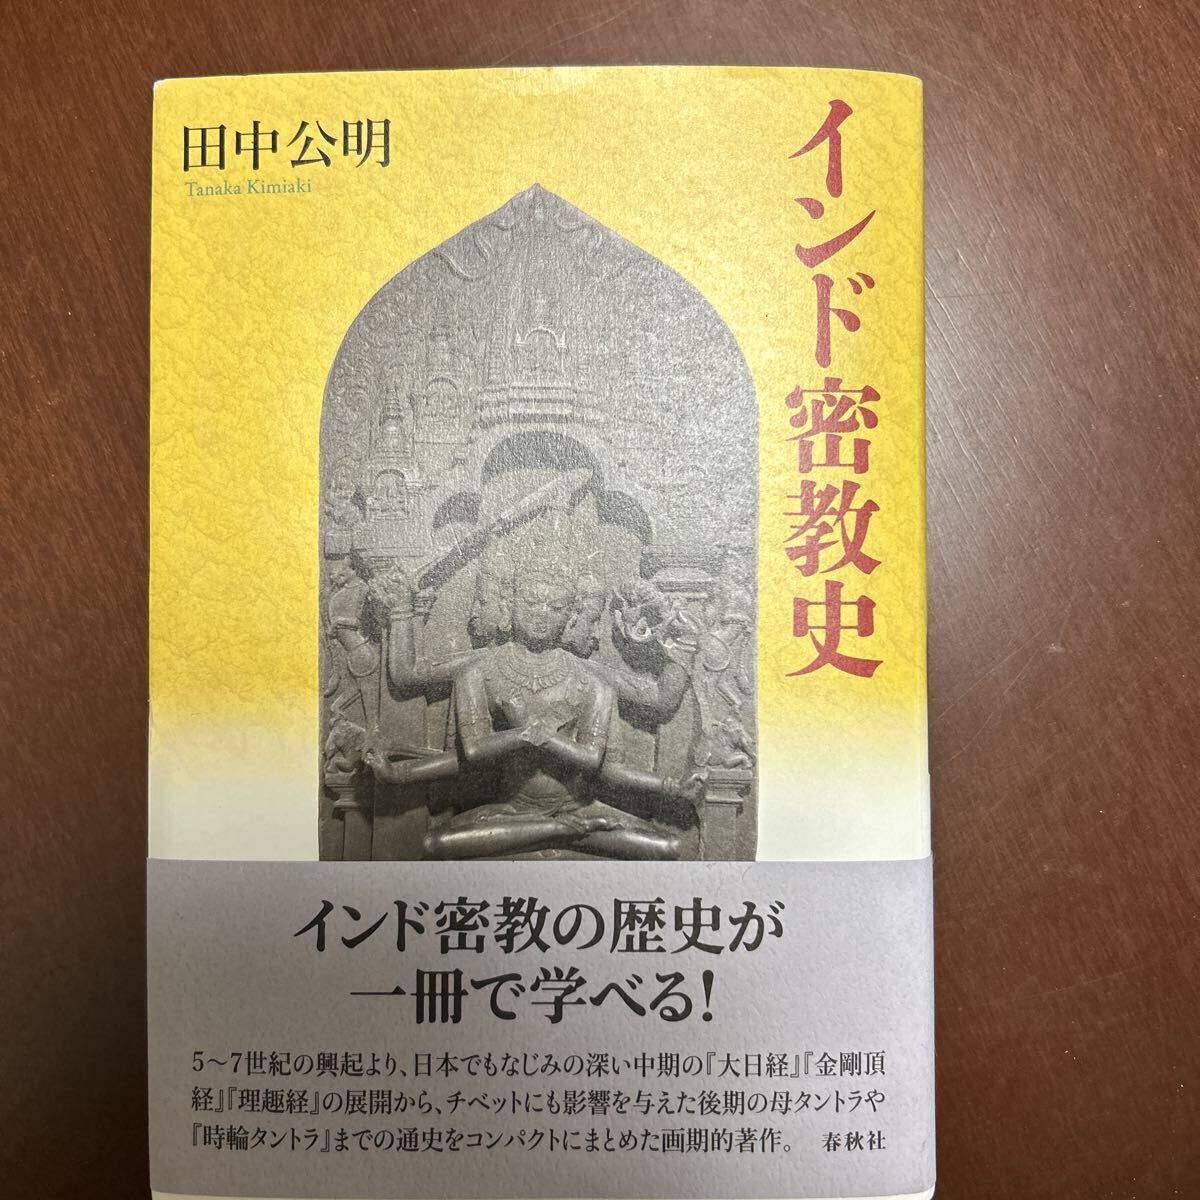 インド密教史
田中公明
Tanaka Kimiaki
インド密教の歴史が
一冊で学べる!
5〜7世紀の興起より、日本でもなじみの深い中期の『大日経』『金剛頂
経』『理趣経』の展開から、チベットにも影響を与えた後期の母タントラや
『時輪タントラ』までの通史をコンパクトにまとめた画期的著作。 春秋社